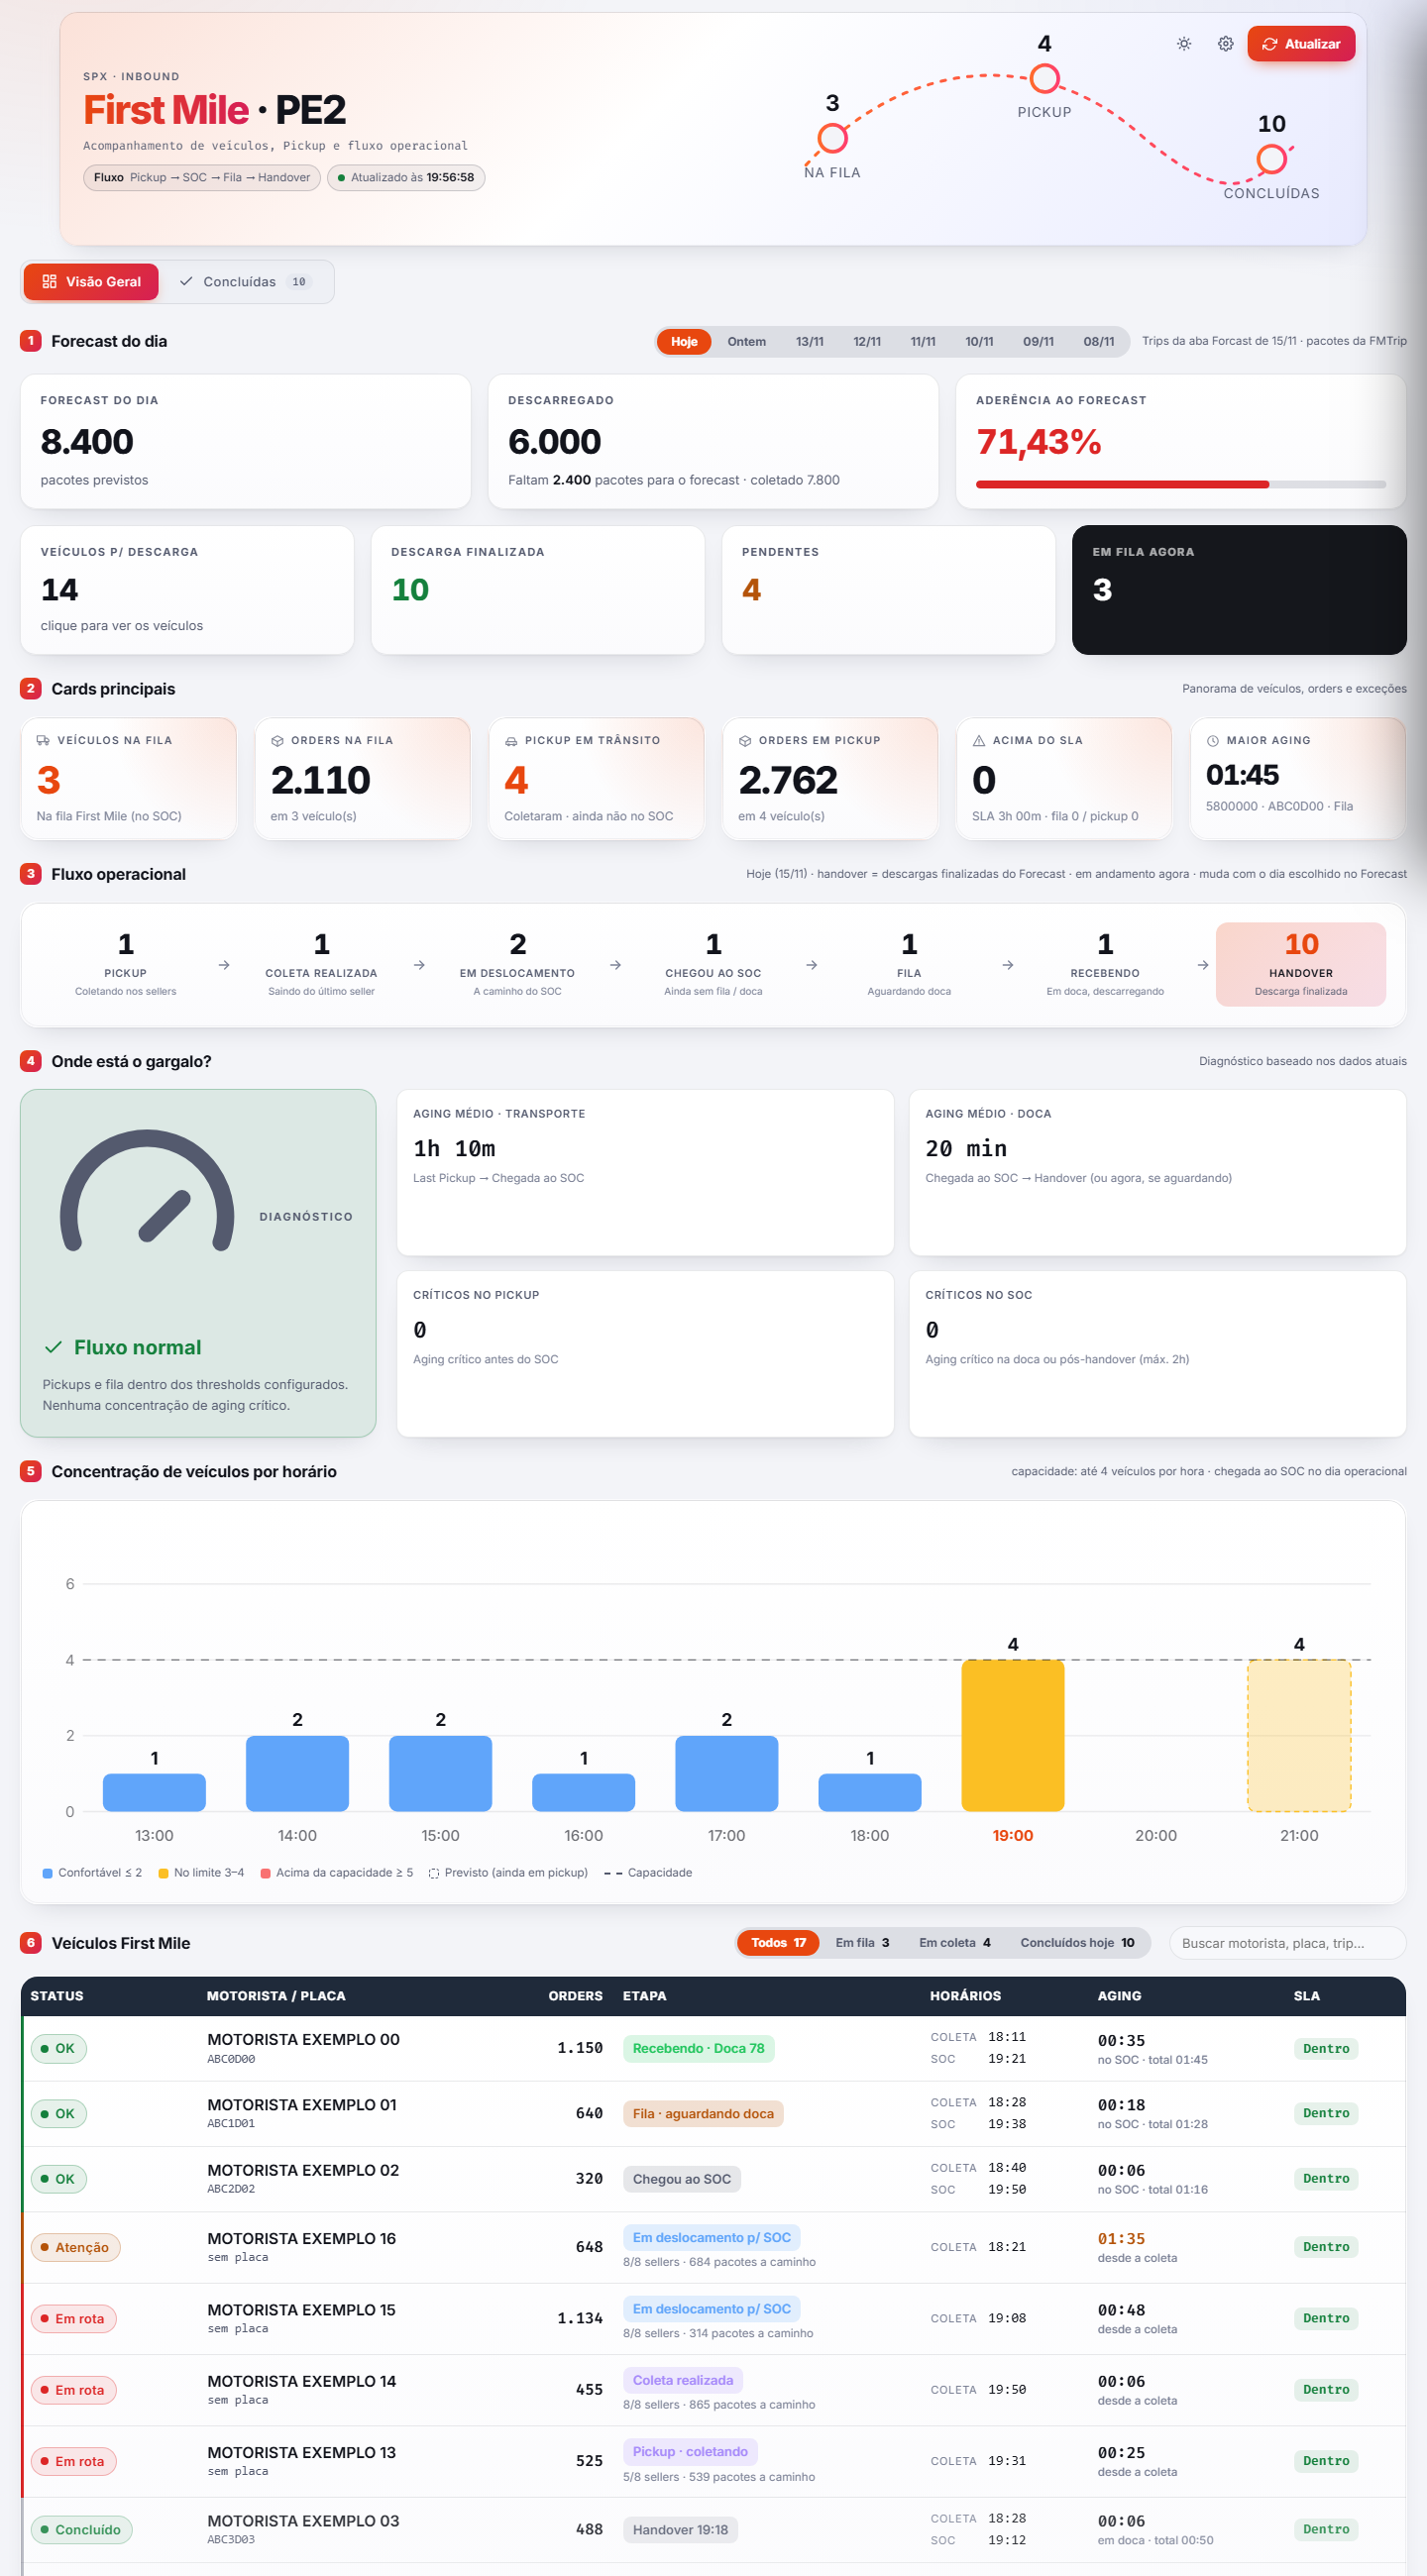 SPX · INBOUND
First Mile · PE2
Acompanhamento de veículos, Pickup e fluxo operacional
Fluxo Pickup → SOC → Fila → Handover
Atualizado às 19:56:58
3
NA FILA
4
PICKUP
10
CONCLUÍDAS
Atualizar
Visão Geral
Concluídas 10
1 Forecast do dia
Hoje Ontem 13/11 12/11 11/11 10/11 09/11 08/11
Trips da aba Forcast de 15/11 · pacotes da FMTrip
FORECAST DO DIA
8.400
pacotes previstos
DESCARREGADO
6.000
Faltam 2.400 pacotes para o forecast · coletado 7.800
ADERÊNCIA AO FORECAST
71,43%
VEÍCULOS P/ DESCARGA
14
clique para ver os veículos
DESCARGA FINALIZADA
10
PENDENTES
4
EM FILA AGORA
3
2 Cards principais
Panorama de veículos, orders e exceções
VEÍCULOS NA FILA
3
Na fila First Mile (no SOC)
ORDERS NA FILA
2.110
em 3 veículo(s)
PICKUP EM TRÂNSITO
4
Coletaram · ainda não no SOC
ORDERS EM PICKUP
2.762
em 4 veículo(s)
ACIMA DO SLA
0
SLA 3h 00m · fila 0 / pickup 0
MAIOR AGING
01:45
5800000 · ABC0D00 · Fila
3 Fluxo operacional
Hoje (15/11) · handover = descargas finalizadas do Forecast · em andamento agora · muda com o dia escolhido no Forecast
1
PICKUP
Coletando nos sellers
→
1
COLETA REALIZADA
Saindo do último seller
→
2
EM DESLOCAMENTO
A caminho do SOC
→
1
CHEGOU AO SOC
Ainda sem fila / doca
→
1
FILA
Aguardando doca
→
1
RECEBENDO
Em doca, descarregando
→
10
HANDOVER
Descarga finalizada
4 Onde está o gargalo?
Diagnóstico baseado nos dados atuais
DIAGNÓSTICO
Fluxo normal
Pickups e fila dentro dos thresholds configurados.
Nenhuma concentração de aging crítico.
AGING MÉDIO · TRANSPORTE
1h 10m
Last Pickup → Chegada ao SOC
AGING MÉDIO · DOCA
20 min
Chegada ao SOC → Handover (ou agora, se aguardando)
CRÍTICOS NO PICKUP
0
Aging crítico antes do SOC
CRÍTICOS NO SOC
0
Aging crítico na doca ou pós-handover (máx. 2h)
5 Concentração de veículos por horário
capacidade: até 4 veículos por hora · chegada ao SOC no dia operacional
6
4
2
0
1 2 2 1 2 1 4 4
13:00 14:00 15:00 16:00 17:00 18:00 19:00 20:00 21:00
Confortável ≤ 2 No limite 3–4 Acima da capacidade ≥ 5 Previsto (ainda em pickup) Capacidade
6 Veículos First Mile
Todos 17 Em fila 3 Em coleta 4 Concluídos hoje 10
Buscar motorista, placa, trip...
STATUS MOTORISTA / PLACA ORDERS ETAPA HORÁRIOS AGING SLA
OK MOTORISTA EXEMPLO 00 1.150 Recebendo · Doca 78 COLETA 18:11 00:35 Dentro
ABC0D00 SOC 19:21 no SOC · total 01:45
OK MOTORISTA EXEMPLO 01 640 Fila · aguardando doca COLETA 18:28 00:18 Dentro
ABC1D01 SOC 19:38 no SOC · total 01:28
OK MOTORISTA EXEMPLO 02 320 Chegou ao SOC COLETA 18:40 00:06 Dentro
ABC2D02 SOC 19:50 no SOC · total 01:16
Atenção MOTORISTA EXEMPLO 16 648 Em deslocamento p/ SOC COLETA 18:21 01:35 Dentro
sem placa 8/8 sellers · 684 pacotes a caminho desde a coleta
Em rota MOTORISTA EXEMPLO 15 1.134 Em deslocamento p/ SOC COLETA 19:08 00:48 Dentro
sem placa 8/8 sellers · 314 pacotes a caminho desde a coleta
Em rota MOTORISTA EXEMPLO 14 455 Coleta realizada COLETA 19:50 00:06 Dentro
sem placa 8/8 sellers · 865 pacotes a caminho desde a coleta
Em rota MOTORISTA EXEMPLO 13 525 Pickup · coletando COLETA 19:31 00:25 Dentro
sem placa 5/8 sellers · 539 pacotes a caminho desde a coleta
Concluído MOTORISTA EXEMPLO 03 488 Handover 19:18 COLETA 18:28 00:06 Dentro
ABC3D03 SOC 19:12 em doca · total 00:50